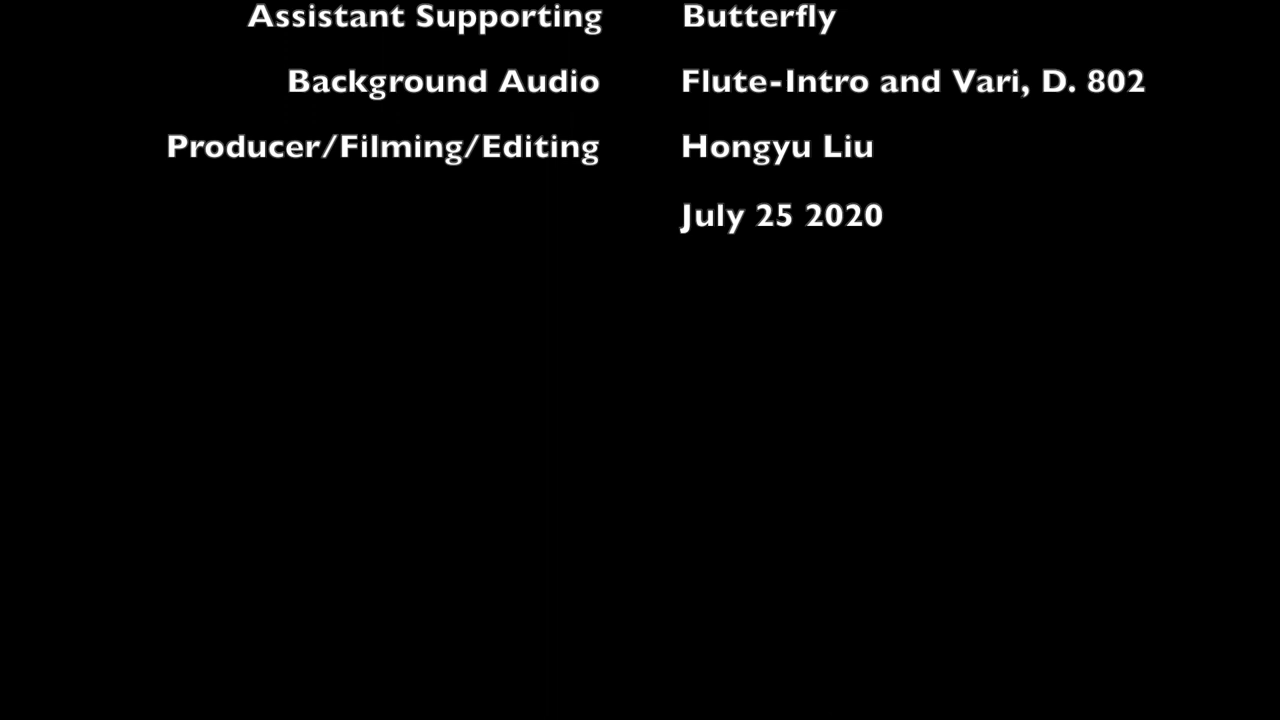 Assistant Supporting Butterfly
Background Audio Flute-Intro and Vari, D. 802
Producer/Filming/Editing Hongyu Liu
July 25 2020